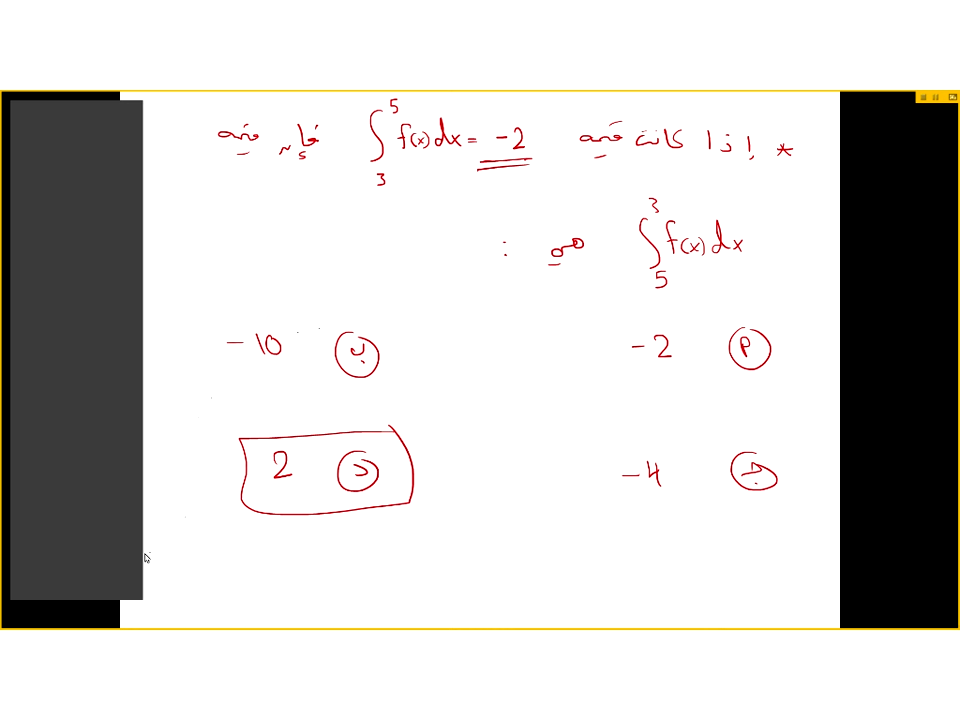 * إذا كانت قيمة ∫₃⁵ f(x)dx = -2 فإن قيمة
∫₅³ f(x)dx هي :
أ -2 ب -10
ج -4 د 2